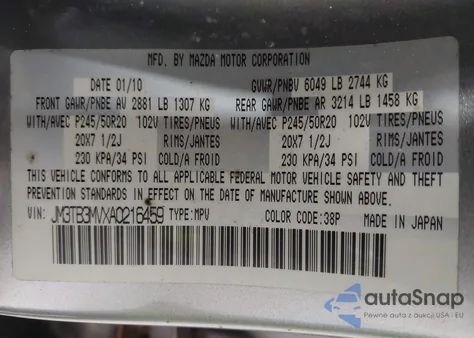 MFD. BY MAZDA MOTOR CORPORATION
DATE 01/10 GVWR/PNBV 6049 LB 2744 KG
FRONT GAWR/PNBE AV 2881 LB 1307 KG REAR GAWR/PNBE AR 3214 LB 1458 KG
WITH/AVEC P245/50R20 102V TIRES/PNEUS WITH/AVEC P245/50R20 102V TIRES/PNEUS
20X7 1/2J RIMS/JANTES 20X7 1/2J RIMS/JANTES
230 KPA/34 PSI COLD/A FROID 230 KPA/34 PSI COLD/A FROID
THIS VEHICLE CONFORMS TO ALL APPLICABLE FEDERAL MOTOR VEHICLE SAFETY AND THEFT
PREVENTION STANDARDS IN EFFECT ON THE DATE OF MANUFACTURE SHOWN ABOVE.
VIN: JM3TB3MVXA0216459 TYPE:MPV COLOR CODE:38P MADE IN JAPAN
autoSnap
Pewne auta z aukcji USA - EU